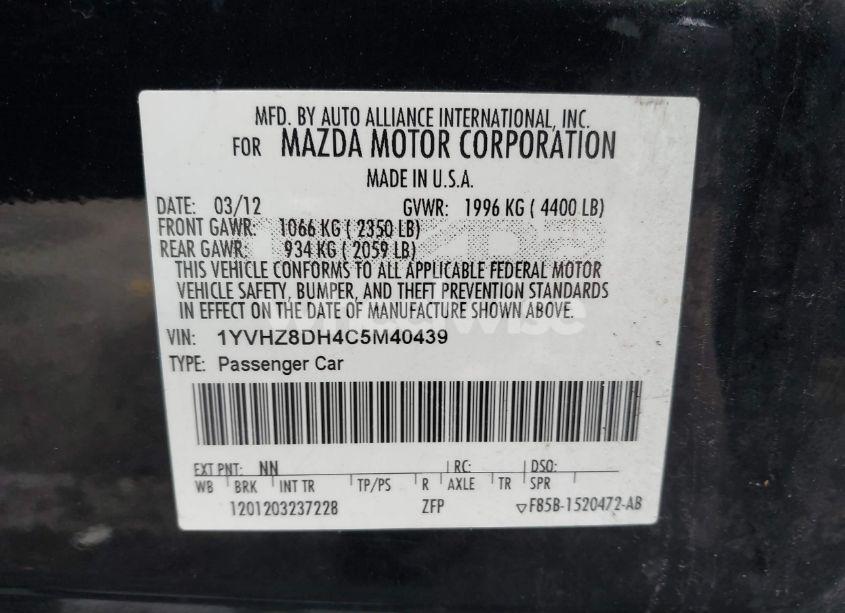 MFD. BY AUTO ALLIANCE INTERNATIONAL, INC.
FOR MAZDA MOTOR CORPORATION
MADE IN U.S.A.
DATE: 03/12 GVWR: 1996 KG ( 4400 LB)
FRONT GAWR: 1066 KG ( 2350 LB)
REAR GAWR: 934 KG ( 2059 LB)
THIS VEHICLE CONFORMS TO ALL APPLICABLE FEDERAL MOTOR
VEHICLE SAFETY, BUMPER, AND THEFT PREVENTION STANDARDS
IN EFFECT ON THE DATE OF MANUFACTURE SHOWN ABOVE.
VIN: 1YVHZ8DH4C5M40439
TYPE: Passenger Car
EXT PNT: NN RC: DSO:
WB BRK INT TR TP/PS R AXLE TR SPR
1201203237228 ZFP ▽F85B-1520472-AB